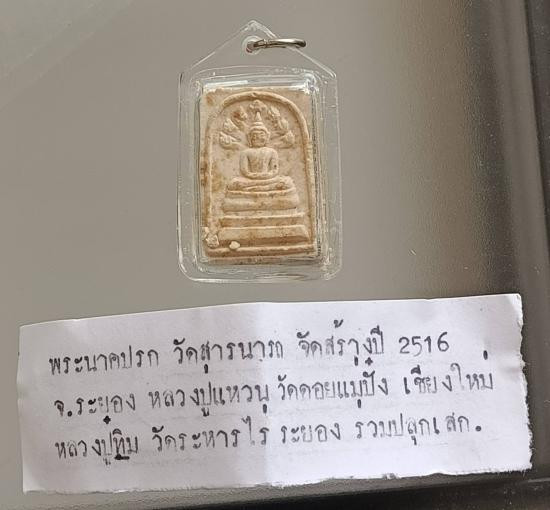 พระนาคปรก วัดสารนารถ จัดสร้างปี 2516
จ.ระยอง หลวงปู่แหวน วัดดอยแม่ปั๋ง เชียงใหม่
หลวงปู่ทิม วัดระหารไร่ ระยอง รวมปลุกเสก.